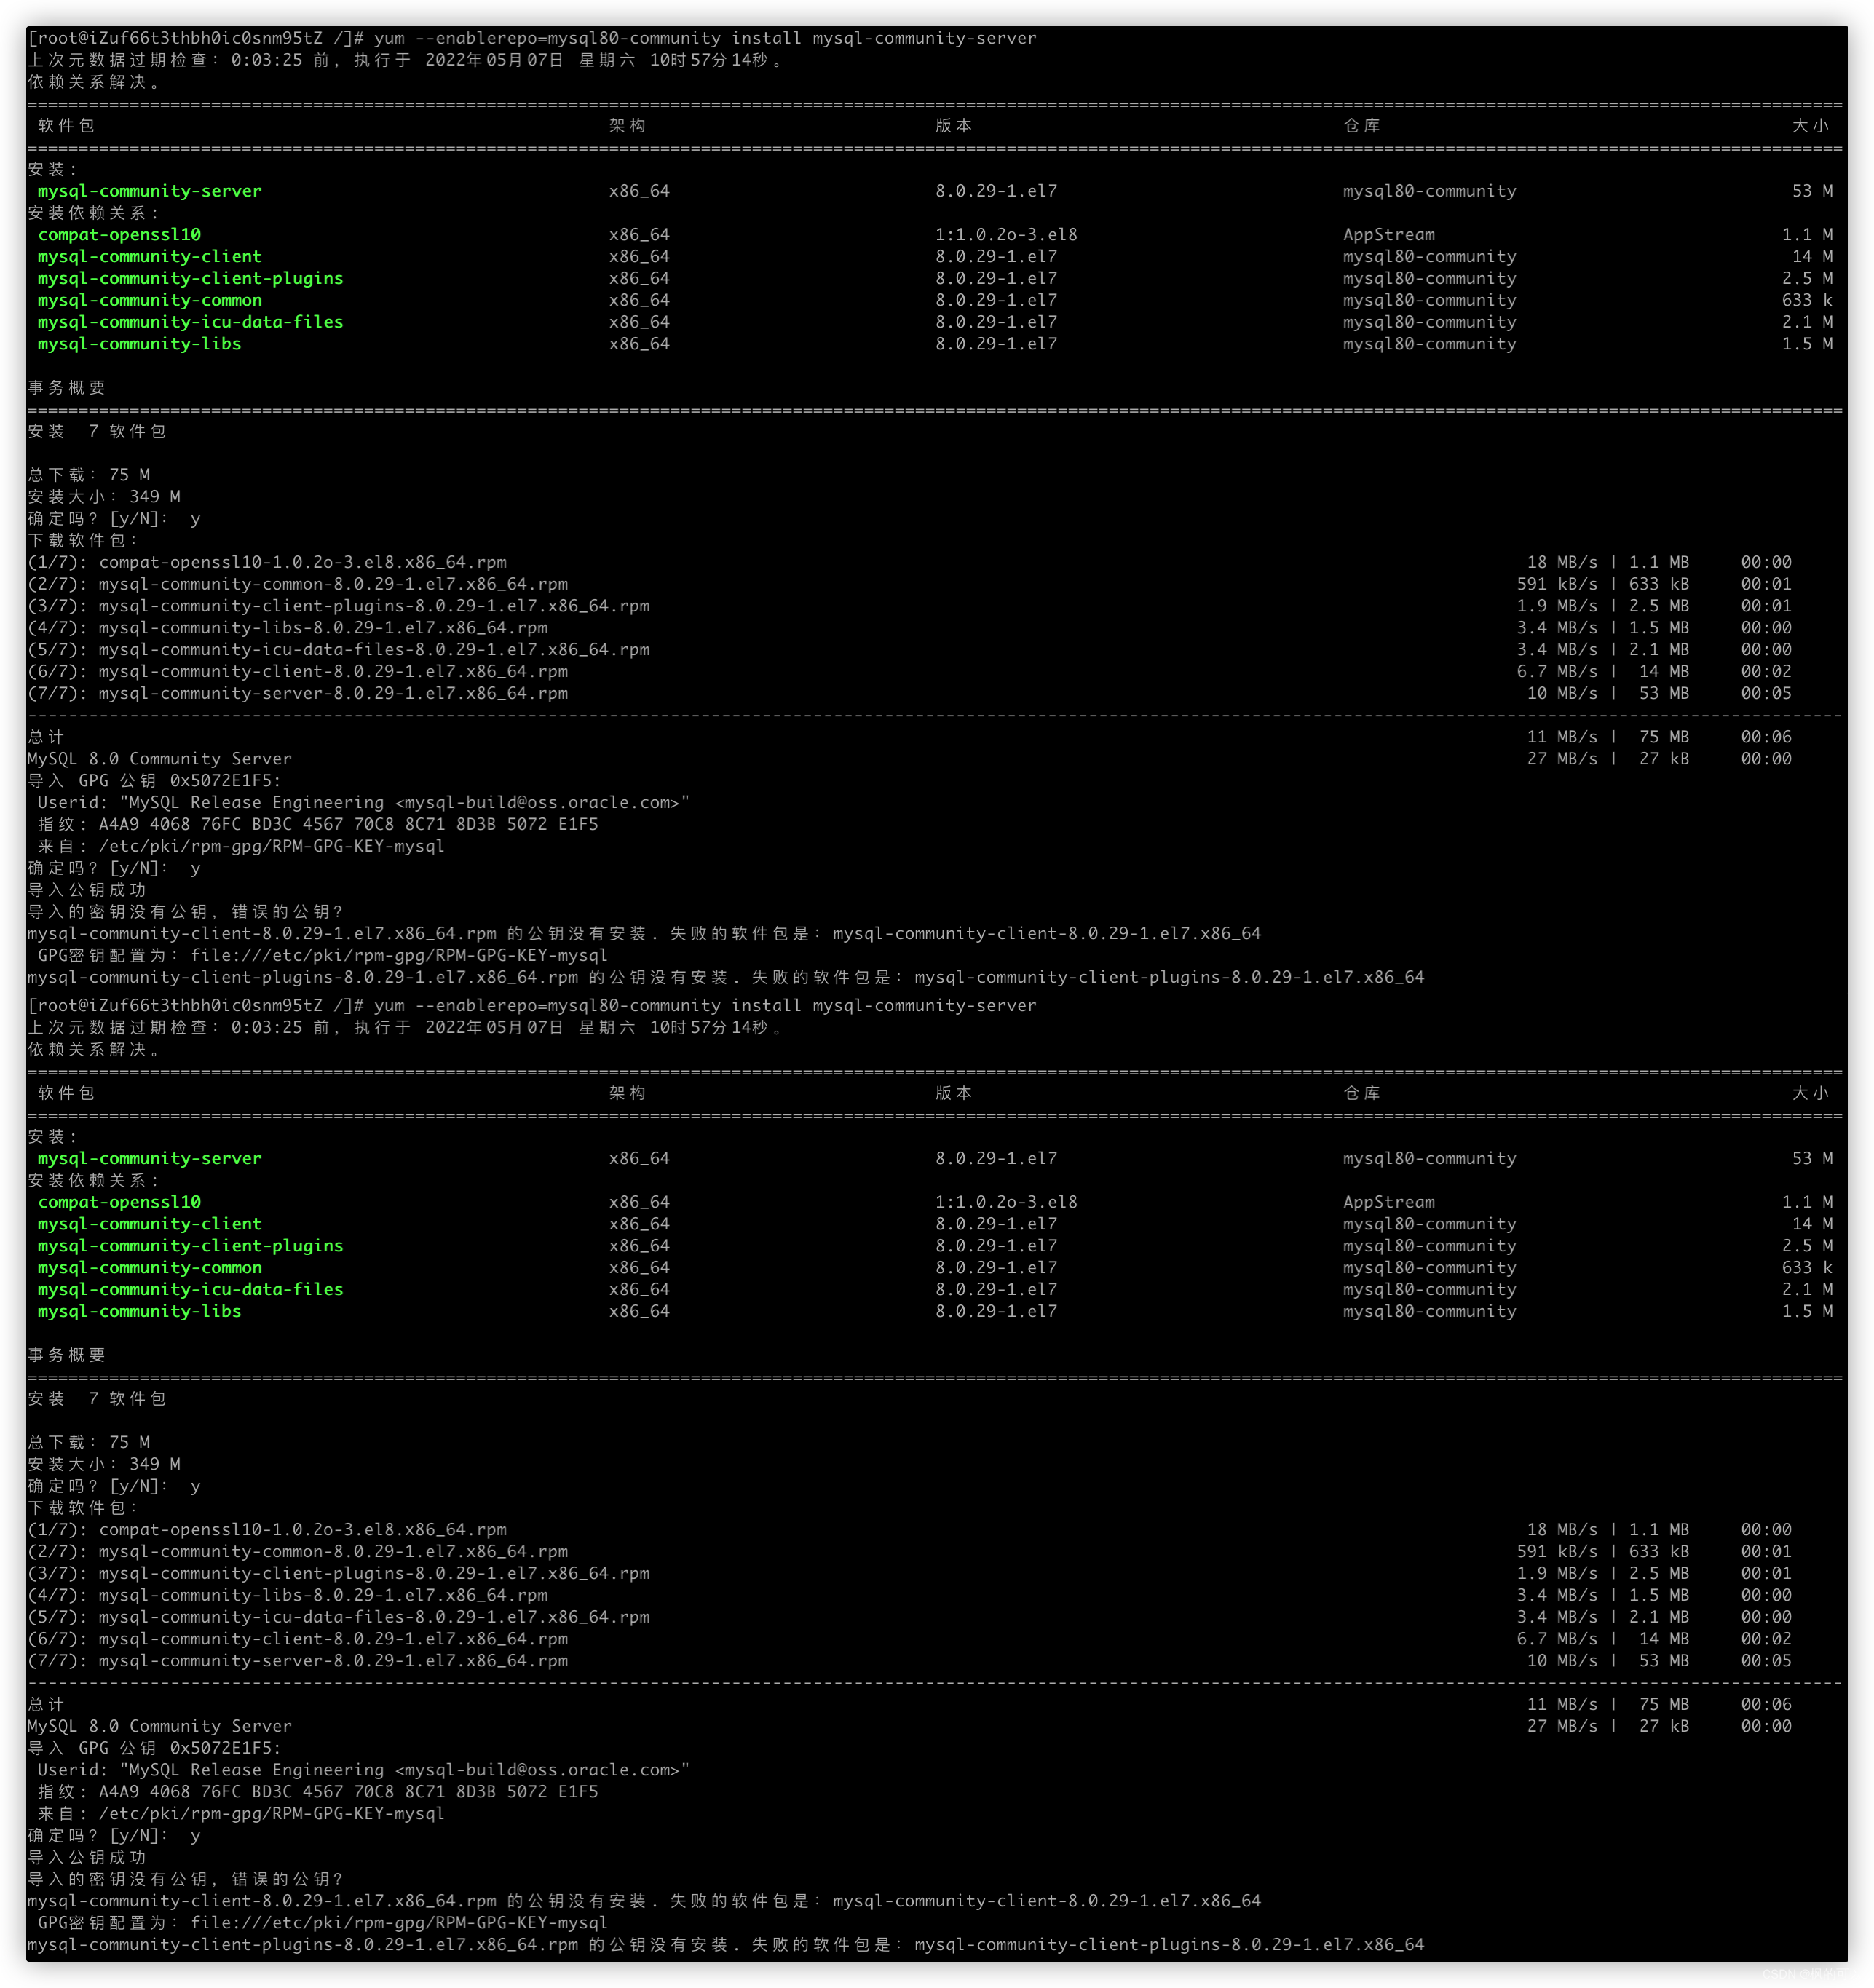 [root@iZuf66t3thbh0ic0snm95tZ /]# yum --enablerepo=mysql80-community install mysql-community-server
上次元数据过期检查：0:03:25 前，执行于 2022年05月07日 星期六 10时57分14秒。
依赖关系解决。
================================================================================
软件包 架构 版本 仓库 大小
================================================================================
安装:
mysql-community-server x86_64 8.0.29-1.el7 mysql80-community 53 M
安装依赖关系:
compat-openssl10 x86_64 1:1.0.2o-3.el8 AppStream 1.1 M
mysql-community-client x86_64 8.0.29-1.el7 mysql80-community 14 M
mysql-community-client-plugins x86_64 8.0.29-1.el7 mysql80-community 2.5 M
mysql-community-common x86_64 8.0.29-1.el7 mysql80-community 633 k
mysql-community-icu-data-files x86_64 8.0.29-1.el7 mysql80-community 2.1 M
mysql-community-libs x86_64 8.0.29-1.el7 mysql80-community 1.5 M
事务概要
================================================================================
安装 7 软件包
总下载：75 M
安装大小：349 M
确定吗？[y/N]： y
下载软件包：
(1/7): compat-openssl10-1.0.2o-3.el8.x86_64.rpm 18 MB/s | 1.1 MB 00:00
(2/7): mysql-community-common-8.0.29-1.el7.x86_64.rpm 591 kB/s | 633 kB 00:01
(3/7): mysql-community-client-plugins-8.0.29-1.el7.x86_64.rpm 1.9 MB/s | 2.5 MB 00:01
(4/7): mysql-community-libs-8.0.29-1.el7.x86_64.rpm 3.4 MB/s | 1.5 MB 00:00
(5/7): mysql-community-icu-data-files-8.0.29-1.el7.x86_64.rpm 3.4 MB/s | 2.1 MB 00:00
(6/7): mysql-community-client-8.0.29-1.el7.x86_64.rpm 6.7 MB/s | 14 MB 00:02
(7/7): mysql-community-server-8.0.29-1.el7.x86_64.rpm 10 MB/s | 53 MB 00:05
--------------------------------------------------------------------------------
总计 11 MB/s | 75 MB 00:06
MySQL 8.0 Community Server 27 MB/s | 27 kB 00:00
导入 GPG 公钥 0x5072E1F5:
Userid: "MySQL Release Engineering <mysql-build@oss.oracle.com>"
指纹: A4A9 4068 76FC BD3C 4567 70C8 8C71 8D3B 5072 E1F5
来自: /etc/pki/rpm-gpg/RPM-GPG-KEY-mysql
确定吗？[y/N]： y
导入公钥成功
导入的密钥没有公钥，错误的公钥？
mysql-community-client-8.0.29-1.el7.x86_64.rpm 的公钥没有安装. 失败的软件包是：mysql-community-client-8.0.29-1.el7.x86_64
GPG密钥配置为：file:///etc/pki/rpm-gpg/RPM-GPG-KEY-mysql
mysql-community-client-plugins-8.0.29-1.el7.x86_64.rpm 的公钥没有安装. 失败的软件包是：mysql-community-client-plugins-8.0.29-1.el7.x86_64
[root@iZuf66t3thbh0ic0snm95tZ /]# yum --enablerepo=mysql80-community install mysql-community-server
上次元数据过期检查：0:03:25 前，执行于 2022年05月07日 星期六 10时57分14秒。
依赖关系解决。
================================================================================
软件包 架构 版本 仓库 大小
================================================================================
安装:
mysql-community-server x86_64 8.0.29-1.el7 mysql80-community 53 M
安装依赖关系:
compat-openssl10 x86_64 1:1.0.2o-3.el8 AppStream 1.1 M
mysql-community-client x86_64 8.0.29-1.el7 mysql80-community 14 M
mysql-community-client-plugins x86_64 8.0.29-1.el7 mysql80-community 2.5 M
mysql-community-common x86_64 8.0.29-1.el7 mysql80-community 633 k
mysql-community-icu-data-files x86_64 8.0.29-1.el7 mysql80-community 2.1 M
mysql-community-libs x86_64 8.0.29-1.el7 mysql80-community 1.5 M
事务概要
================================================================================
安装 7 软件包
总下载：75 M
安装大小：349 M
确定吗？[y/N]： y
下载软件包：
(1/7): compat-openssl10-1.0.2o-3.el8.x86_64.rpm 18 MB/s | 1.1 MB 00:00
(2/7): mysql-community-common-8.0.29-1.el7.x86_64.rpm 591 kB/s | 633 kB 00:01
(3/7): mysql-community-client-plugins-8.0.29-1.el7.x86_64.rpm 1.9 MB/s | 2.5 MB 00:01
(4/7): mysql-community-libs-8.0.29-1.el7.x86_64.rpm 3.4 MB/s | 1.5 MB 00:00
(5/7): mysql-community-icu-data-files-8.0.29-1.el7.x86_64.rpm 3.4 MB/s | 2.1 MB 00:00
(6/7): mysql-community-client-8.0.29-1.el7.x86_64.rpm 6.7 MB/s | 14 MB 00:02
(7/7): mysql-community-server-8.0.29-1.el7.x86_64.rpm 10 MB/s | 53 MB 00:05
--------------------------------------------------------------------------------
总计 11 MB/s | 75 MB 00:06
MySQL 8.0 Community Server 27 MB/s | 27 kB 00:00
导入 GPG 公钥 0x5072E1F5:
Userid: "MySQL Release Engineering <mysql-build@oss.oracle.com>"
指纹: A4A9 4068 76FC BD3C 4567 70C8 8C71 8D3B 5072 E1F5
来自: /etc/pki/rpm-gpg/RPM-GPG-KEY-mysql
确定吗？[y/N]： y
导入公钥成功
导入的密钥没有公钥，错误的公钥？
mysql-community-client-8.0.29-1.el7.x86_64.rpm 的公钥没有安装. 失败的软件包是：mysql-community-client-8.0.29-1.el7.x86_64
GPG密钥配置为：file:///etc/pki/rpm-gpg/RPM-GPG-KEY-mysql
mysql-community-client-plugins-8.0.29-1.el7.x86_64.rpm 的公钥没有安装. 失败的软件包是：mysql-community-client-plugins-8.0.29-1.el7.x86_64